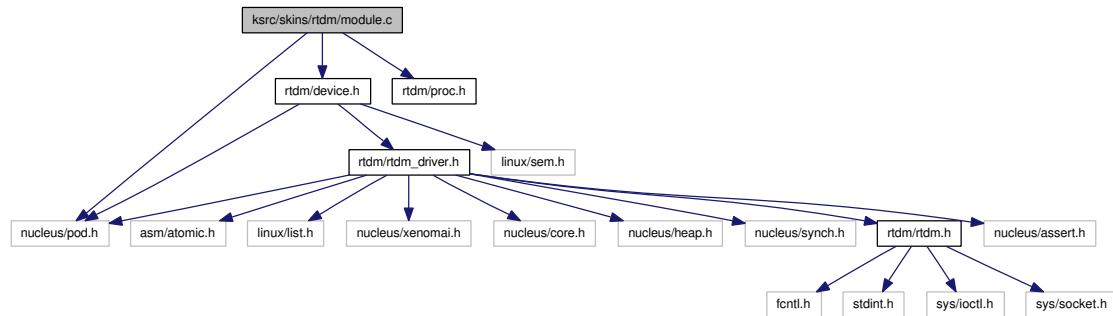 ksrc/skins/rtdm/module.c
rtdm/device.h
rtdm/proc.h
rtdm/rtdm_driver.h
linux/sem.h
nucleus/pod.h
asm/atomic.h
linux/list.h
nucleus/xenomai.h
nucleus/core.h
nucleus/heap.h
nucleus/synch.h
rtdm/rtdm.h
nucleus/assert.h
fcntl.h
stdint.h
sys/ioctl.h
sys/socket.h